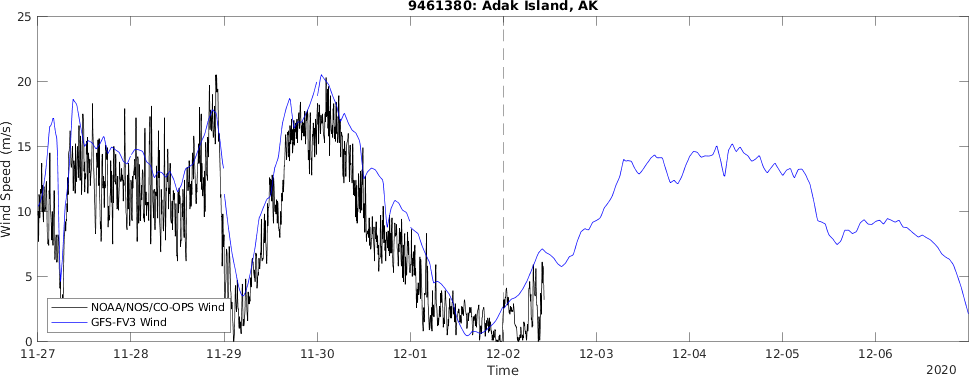 9461380: Adak Island, AK
25
20
15
10
5
0
Wind Speed (m/s)
NOAA/NOS/CO-OPS Wind
GFS-FV3 Wind
11-27 11-28 11-29 11-30 12-01 12-02 12-03 12-04 12-05 12-06
Time
2020